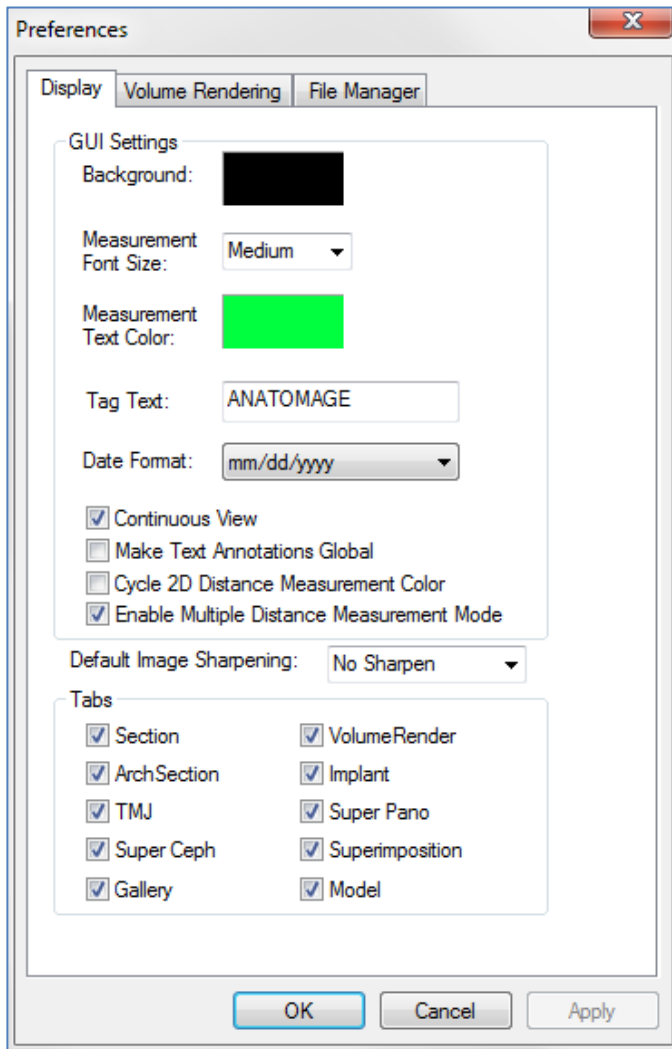 Preferences
Display Volume Rendering File Manager
GUI Settings
Background:
Measurement
Font Size:
Medium
Measurement
Text Color:
Tag Text:
ANATOMAGE
Date Format:
mm/dd/yyyy
Continuous View
Make Text Annotations Global
Cycle 2D Distance Measurement Color
Enable Multiple Distance Measurement Mode
Default Image Sharpening: No Sharpen
Tabs
Section VolumeRender
ArchSection Implant
TMJ Super Pano
Super Ceph Superimposition
Gallery Model
OK Cancel Apply